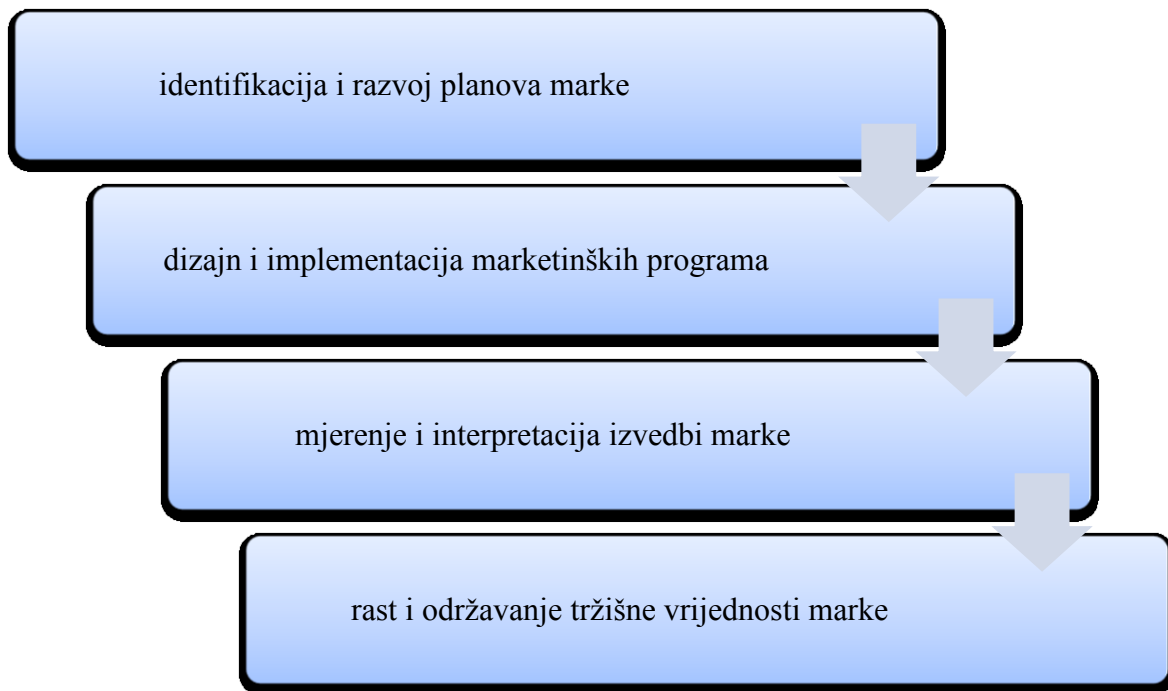 identifikacija i razvoj planova marke
dizajn i implementacija marketinških programa
mjerenje i interpretacija izvedbi marke
rast i održavanje tržišne vrijednosti marke